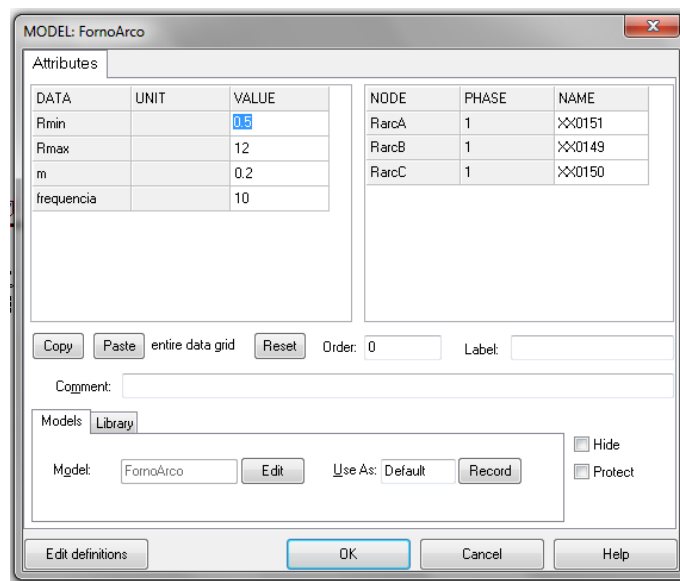 MODEL: FornoArco
Attributes
DATA UNIT VALUE
Rmin 0.5
Rmax 12
m 0.2
frequencia 10
NODE PHASE NAME
RarcA 1 XX0151
RarcB 1 XX0149
RarcC 1 XX0150
Copy Paste entire data grid Reset Order: 0 Label:
Comment:
Models Library
Model: FornoArco Edit Use As: Default Record
Hide
Protect
Edit definitions OK Cancel Help